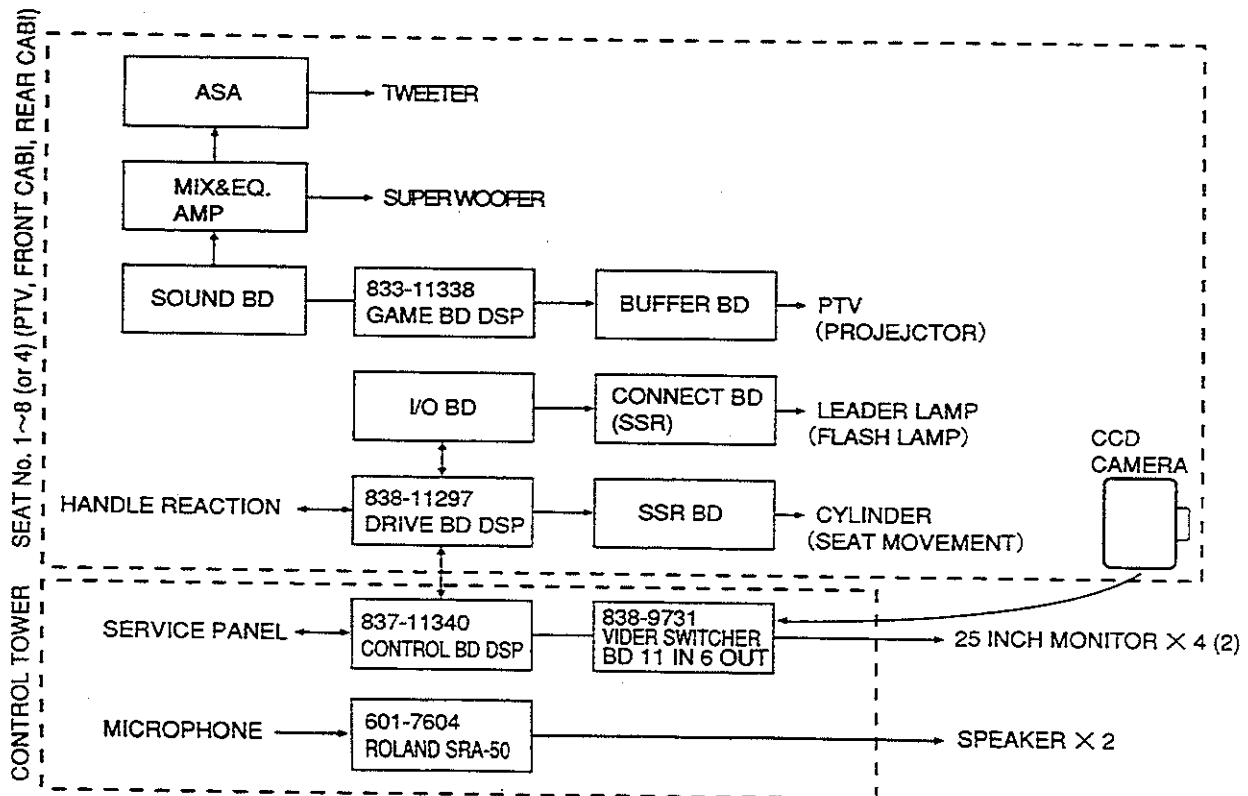 SEAT No. 1~8 (or 4) (PTV, FRONT CABI, REAR CABI)
ASA
TWEETER
MIX&EQ.
AMP
SUPER WOOFER
SOUND BD
833-11338
GAME BD DSP
BUFFER BD
PTV
(PROJEJCTOR)
I/O BD
CONNECT BD
(SSR)
LEADER LAMP
(FLASH LAMP)
CCD
CAMERA
HANDLE REACTION
838-11297
DRIVE BD DSP
SSR BD
CYLINDER
(SEAT MOVEMENT)
CONTROL TOWER
SERVICE PANEL
837-11340
CONTROL BD DSP
838-9731
VIDER SWITCHER
BD 11 IN 6 OUT
25 INCH MONITOR × 4 (2)
MICROPHONE
601-7604
ROLAND SRA-50
SPEAKER × 2